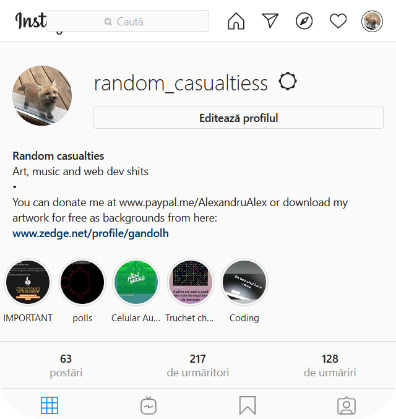 Inst
Caută
random_casualtiess
Editează profilul
Random casualties
Art, music and web dev shits
•
You can donate me at www.paypal.me/AlexandruAlex or download my
artwork for free as backgrounds from here:
www.zedge.net/profile/gandolh
IMPORTANT polls Celular Au... Truchet ch... Coding
63 217 128
postări de urmăritori de urmăriri